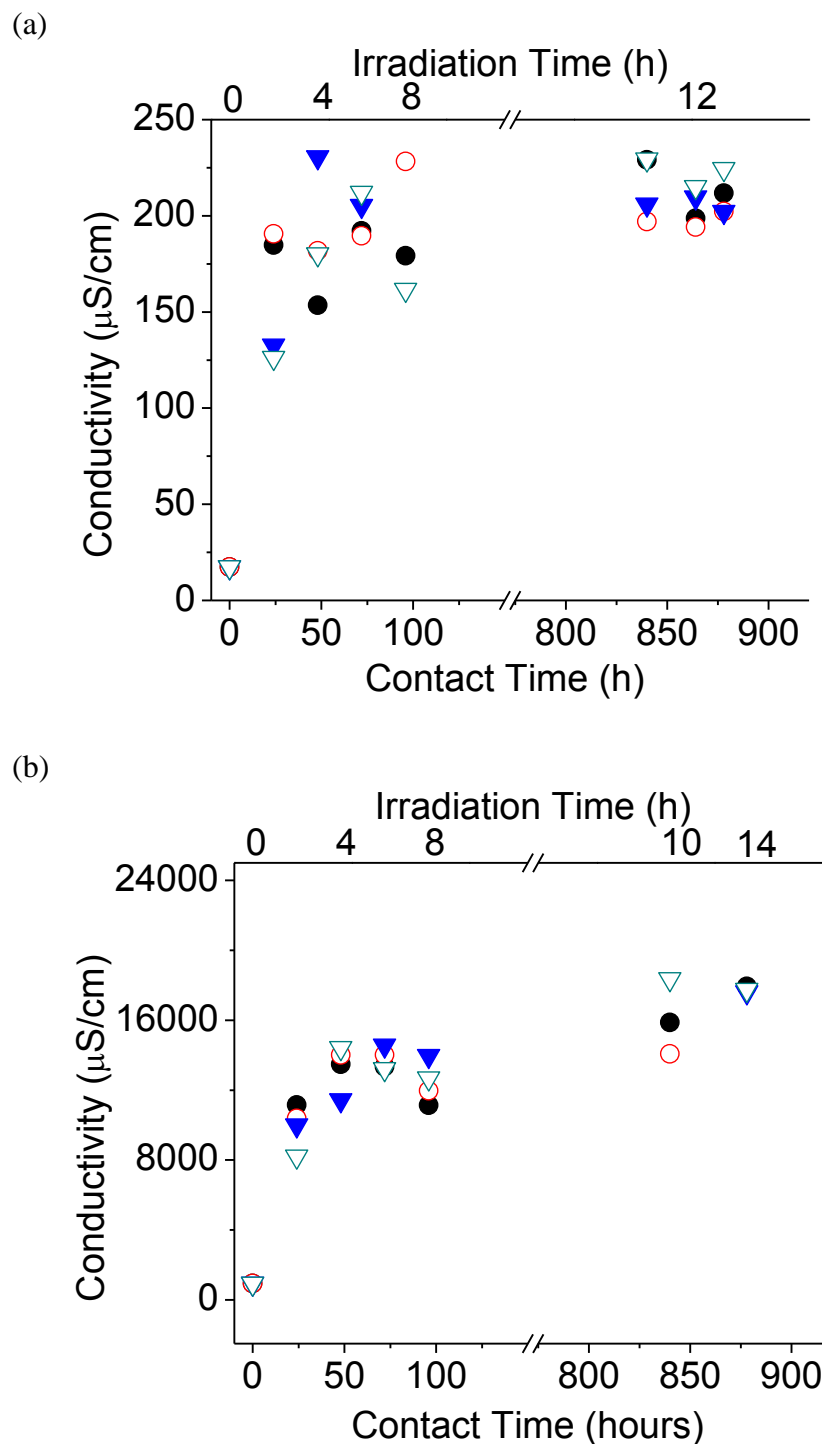 (a)
Irradiation Time (h)
0 4 8 12
250
200
150
100
50
0
Conductivity (μS/cm)
0 50 100 800 850 900
Contact Time (h)
(b)
Irradiation Time (h)
0 4 8 10 14
24000
16000
8000
0
Conductivity (μS/cm)
0 50 100 800 850 900
Contact Time (hours)